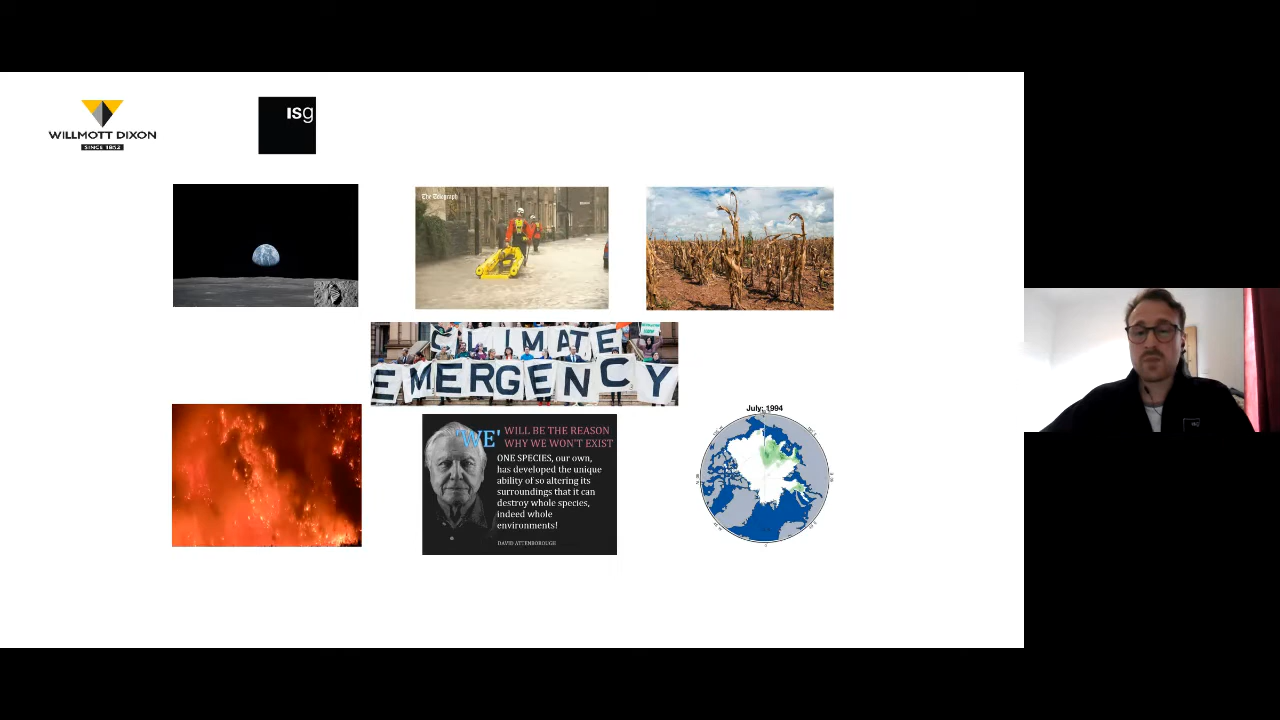 WILLMOTT DIXON
SINCE 1852
ISG
The Telegraph
CLIMATE
EMERGENCY
'WE' WILL BE THE REASON
WHY WE WON'T EXIST
ONE SPECIES, our own,
has developed the unique
ability of so altering its
surroundings that it can
destroy whole species,
indeed whole
environments!
DAVID ATTENBOROUGH
July: 1994